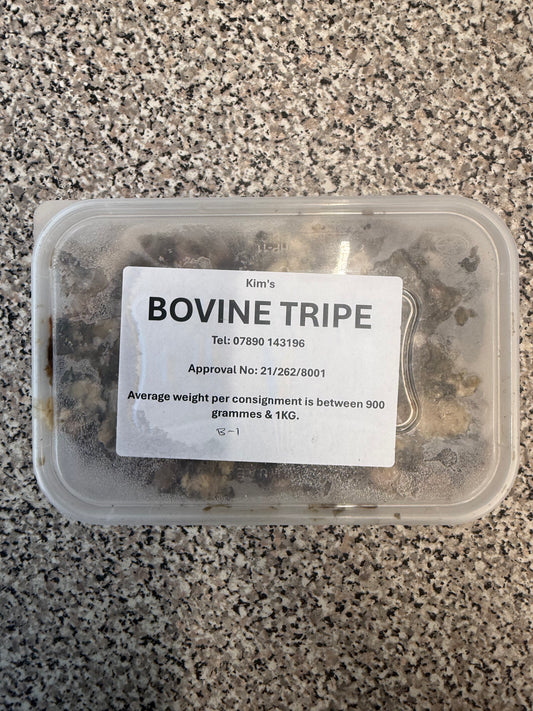 Kim's
BOVINE TRIPE
Tel: 07890 143196
Approval No: 21/262/8001
Average weight per consignment is between 900
grammes & 1KG.
B-1